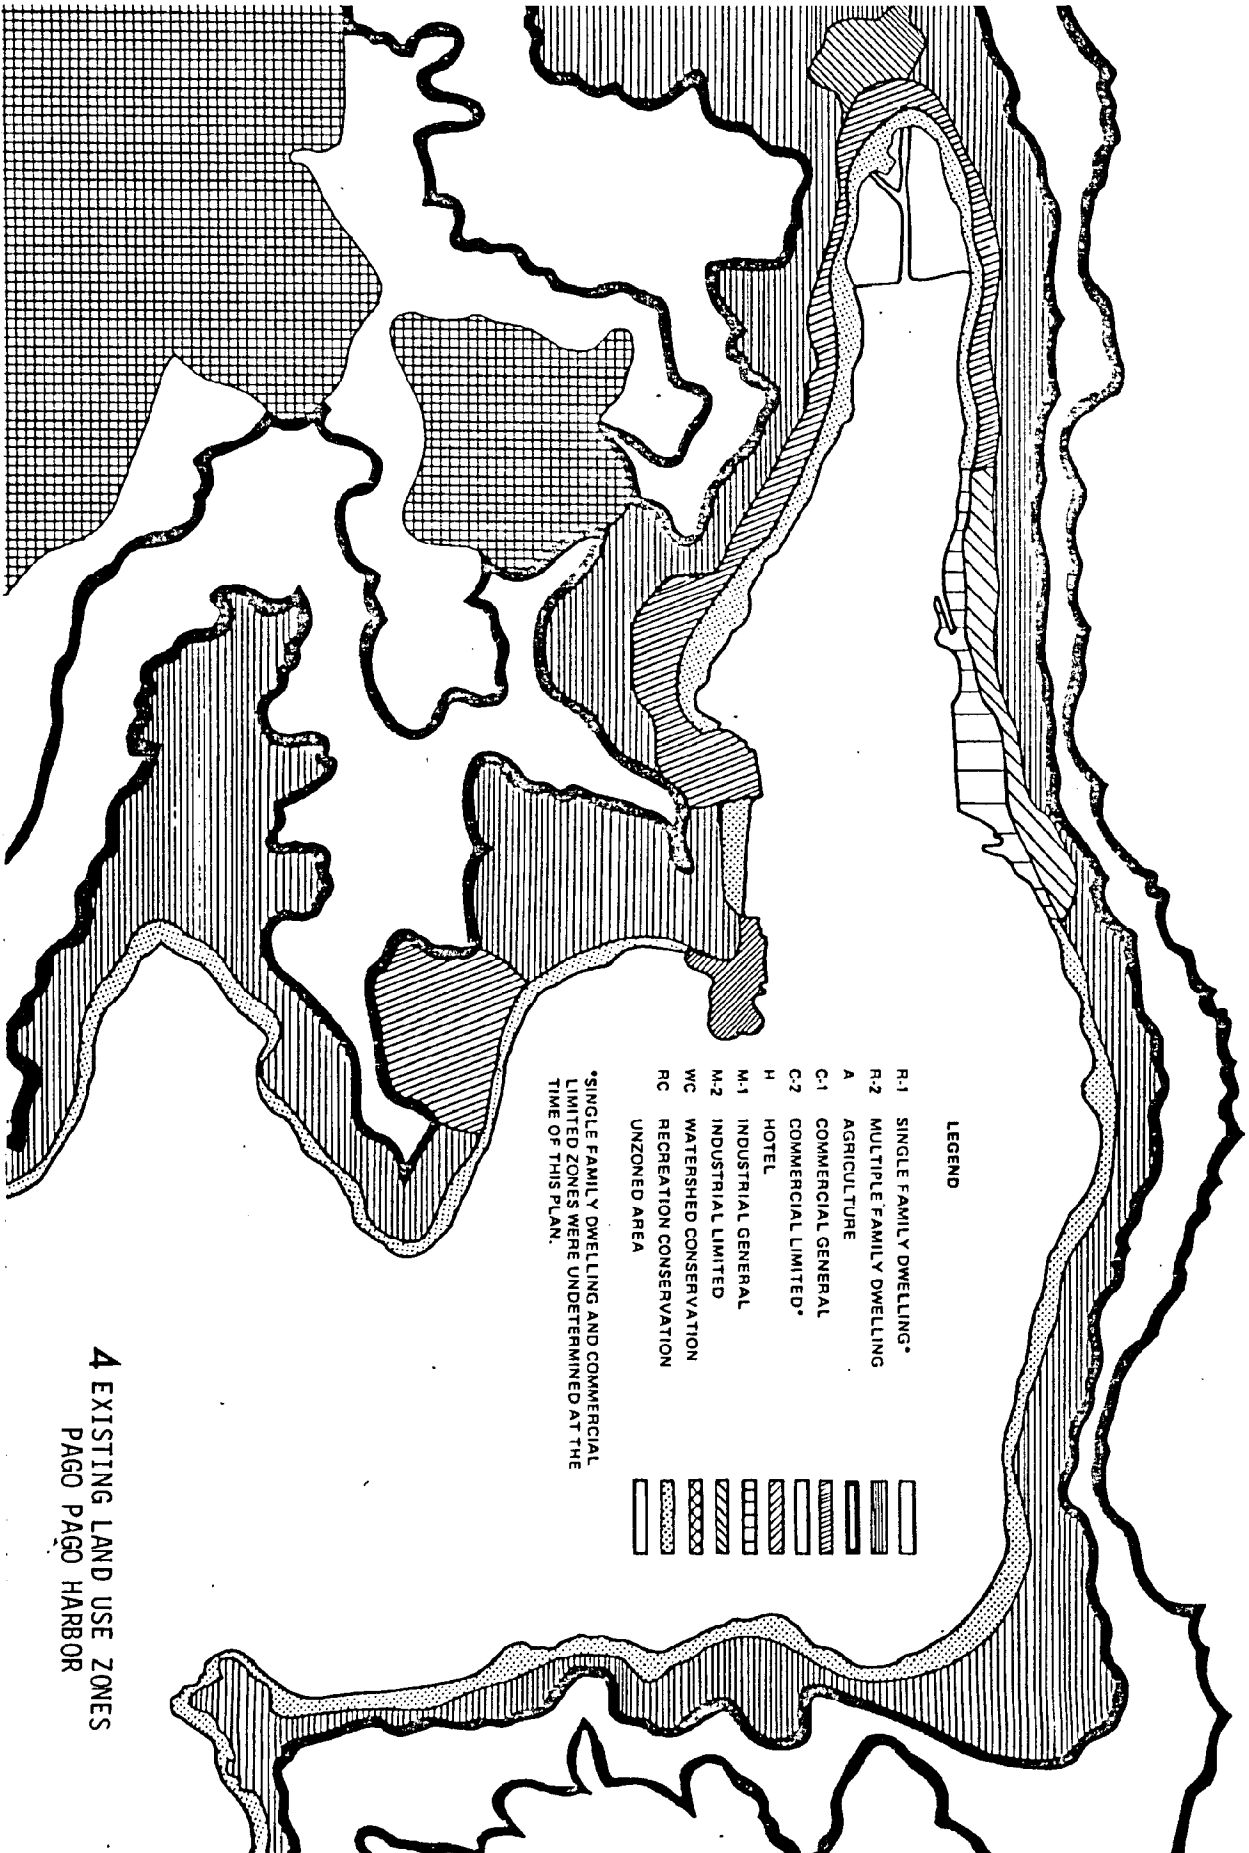 LEGEND
R-1 SINGLE FAMILY DWELLING*
R-2 MULTIPLE FAMILY DWELLING
A AGRICULTURE
C-1 COMMERCIAL GENERAL
C-2 COMMERCIAL LIMITED*
H HOTEL
M-1 INDUSTRIAL GENERAL
M-2 INDUSTRIAL LIMITED
WC WATERSHED CONSERVATION
RC RECREATION CONSERVATION
UNZONED AREA
*SINGLE FAMILY DWELLING AND COMMERCIAL
LIMITED ZONES WERE UNDETERMINED AT THE
TIME OF THIS PLAN.
4 EXISTING LAND USE ZONES
PAGO PAGO HARBOR